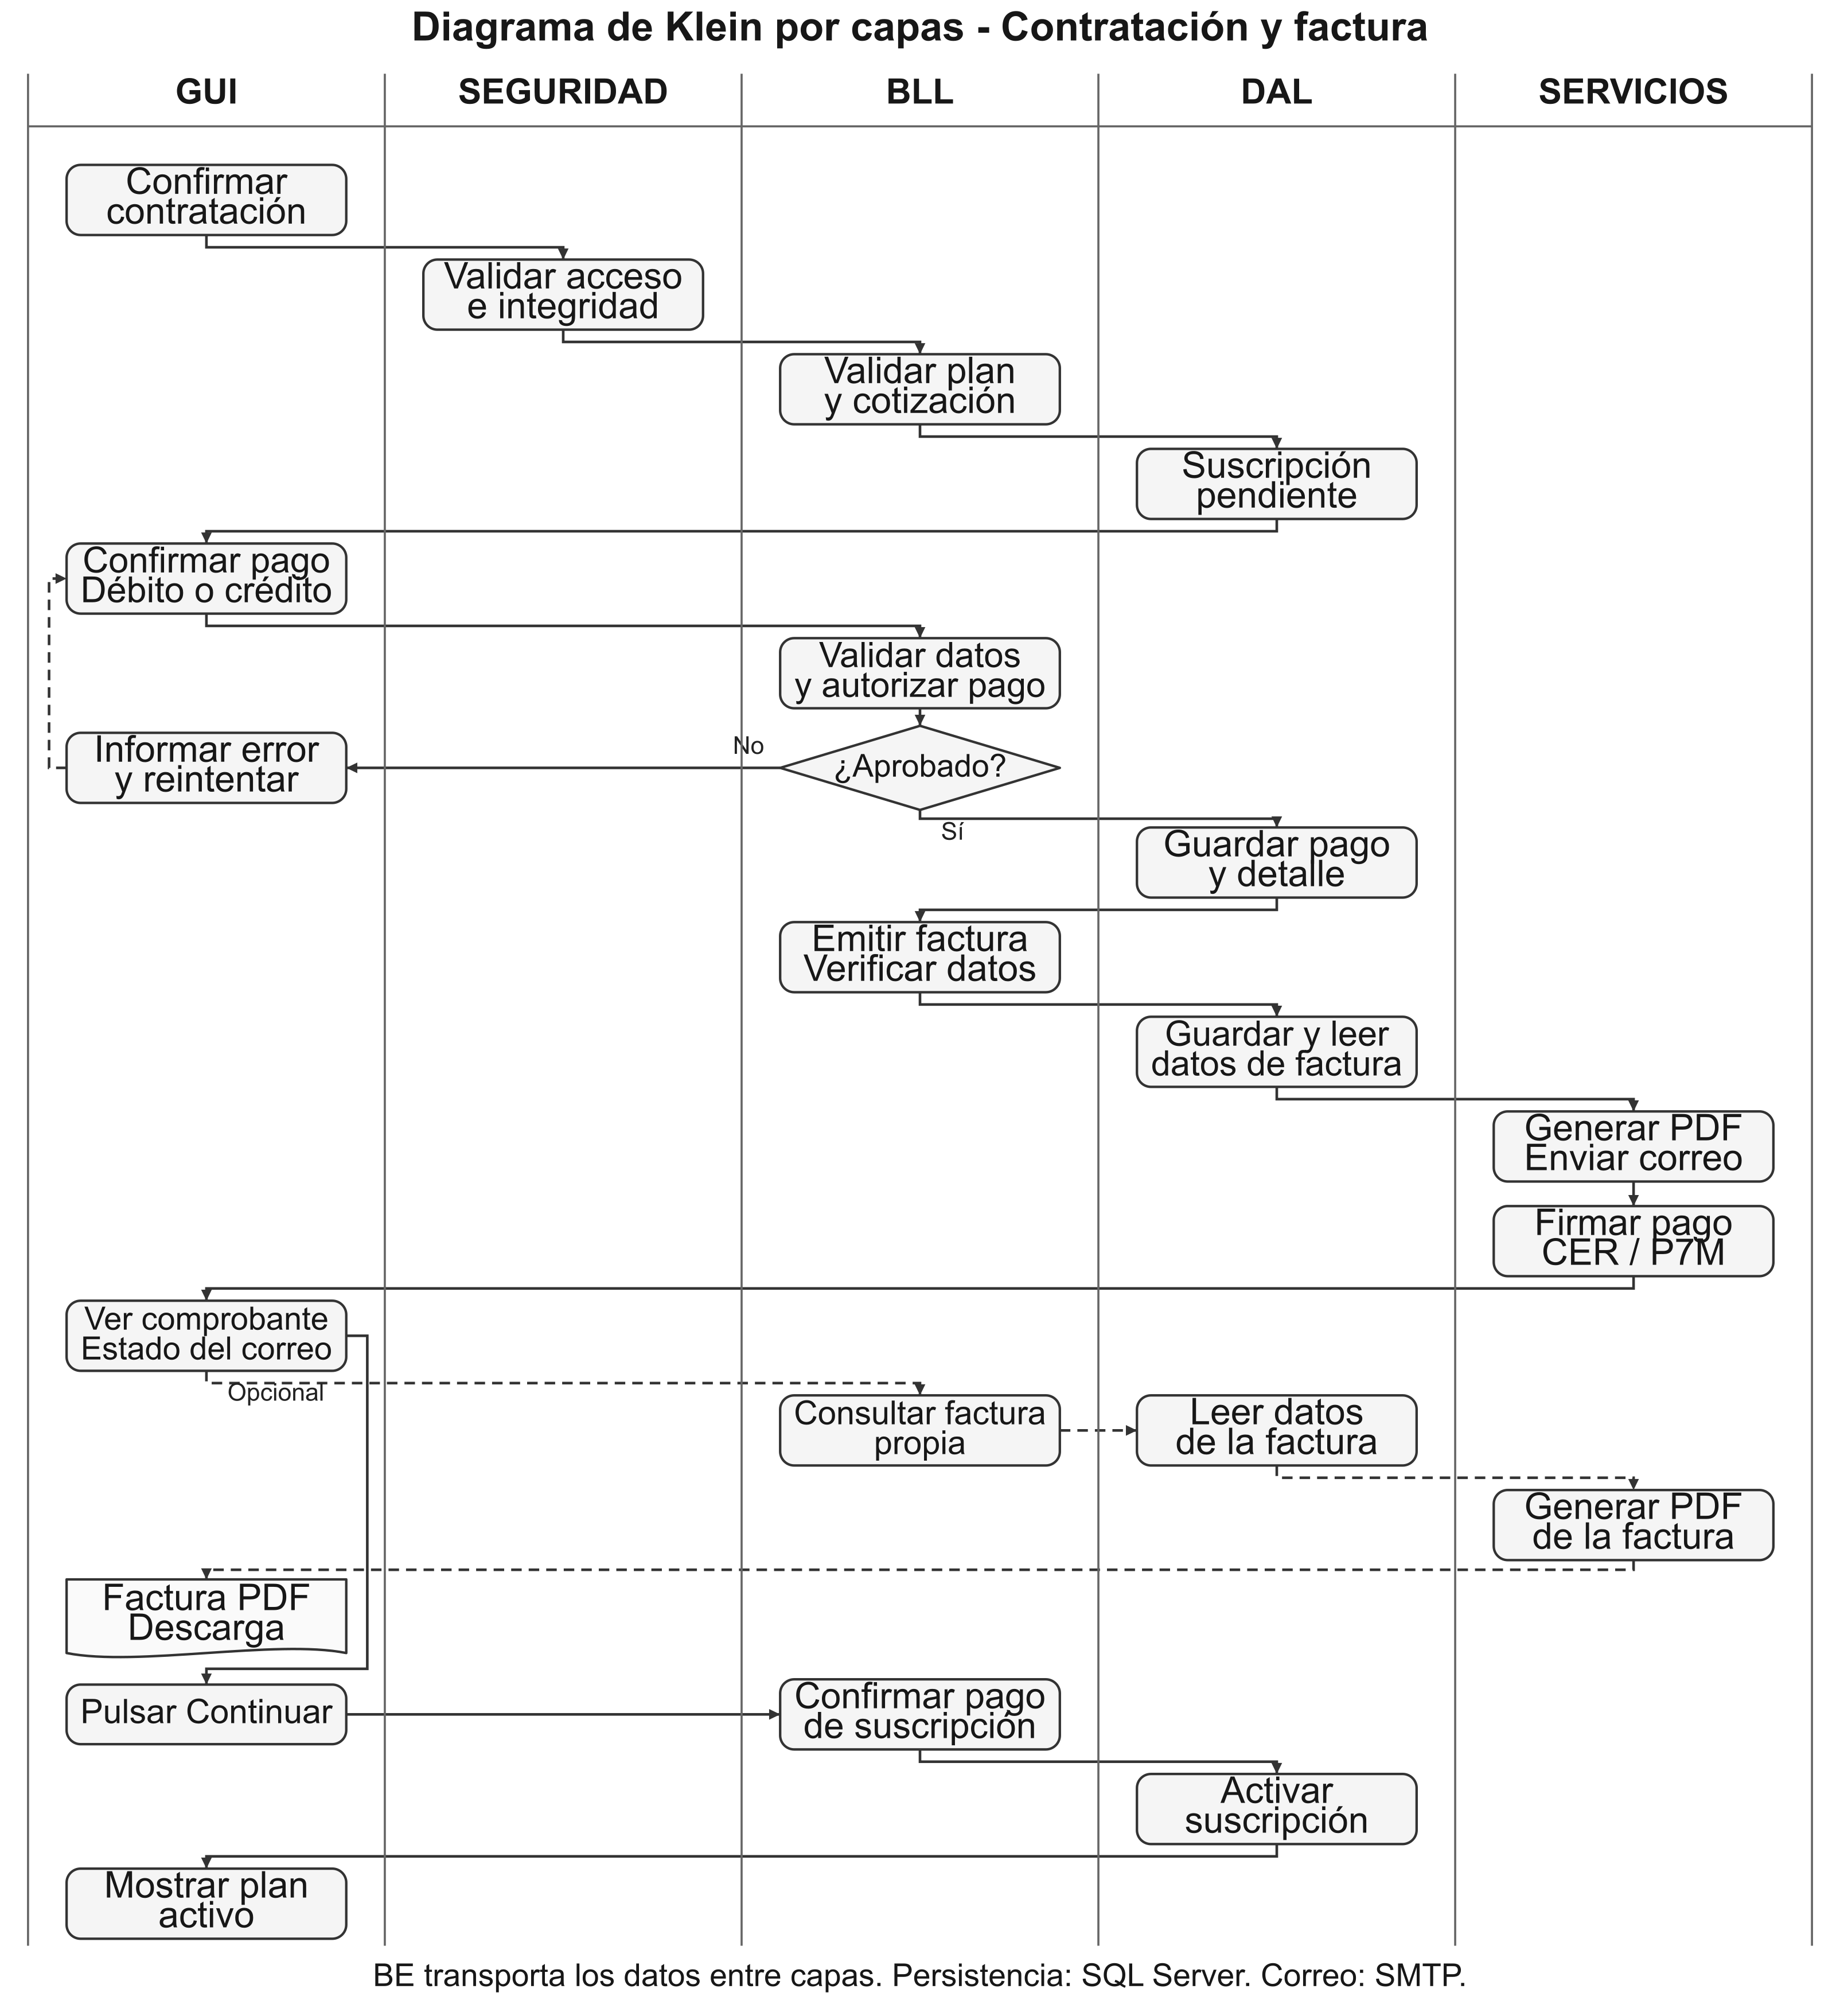 Diagrama de Klein por capas - Contratación y factura
GUI
SEGURIDAD
BLL
DAL
SERVICIOS
Confirmar
contratación
Validar acceso
e integridad
Validar plan
y cotización
Suscripción
pendiente
Confirmar pago
Débito o crédito
Validar datos
y autorizar pago
Informar error
y reintentar
No
¿Aprobado?
Sí
Guardar pago
y detalle
Emitir factura
Verificar datos
Guardar y leer
datos de factura
Generar PDF
Enviar correo
Firmar pago
CER / P7M
Ver comprobante
Estado del correo
Opcional
Consultar factura
propia
Leer datos
de la factura
Generar PDF
de la factura
Factura PDF
Descarga
Pulsar Continuar
Confirmar pago
de suscripción
Activar
suscripción
Mostrar plan
activo
BE transporta los datos entre capas. Persistencia: SQL Server. Correo: SMTP.